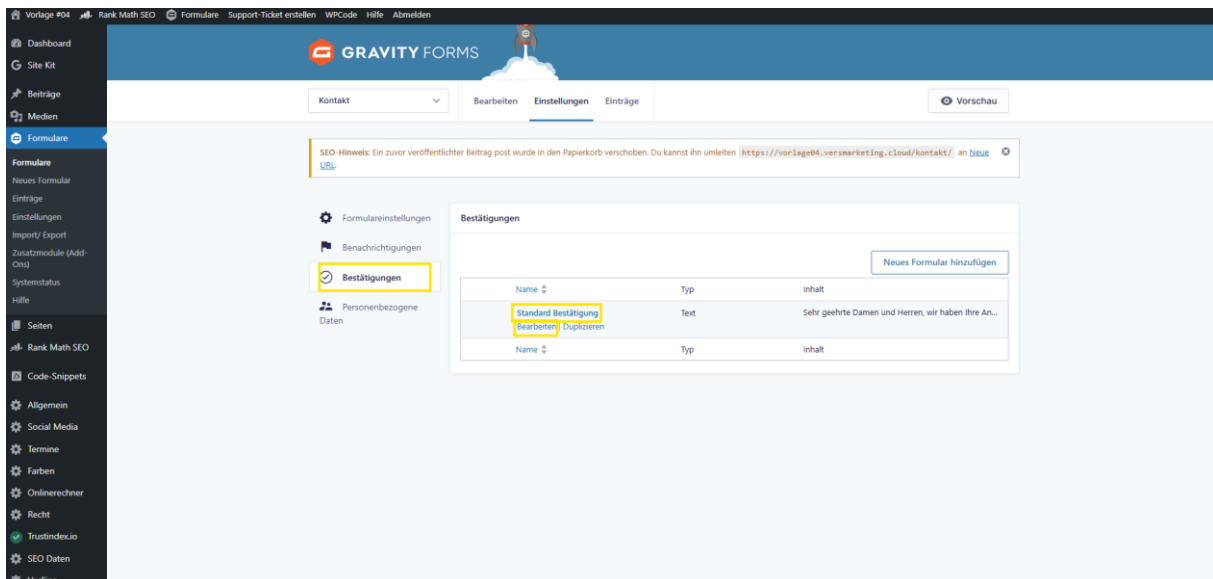 Vorlage #04 Rank Math SEO Formulare Support-Ticket erstellen WPCode Hilfe Abmelden
Dashboard
Site Kit
Beiträge
Medien
Formulare
Formulare
Neues Formular
Einträge
Einstellungen
Import/ Export
Zusatzmodule (Add-
Ons)
Systemstatus
Hilfe
Seiten
Rank Math SEO
Code-Snippets
Allgemein
Social Media
Termine
Farben
Onlinerechner
Recht
Trustindex.io
SEO Daten
GRAVITY FORMS
Kontakt
Bearbeiten Einstellungen Einträge
Vorschau
SEO-Hinweis: Ein zuvor veröffentlichter Beitrag post wurde in den Papierkorb verschoben. Du kannst ihn umleiten https://vorlage04.versmarketing.cloud/kontakt/ an Neue
URL.
Formulareinstellungen
Benachrichtigungen
Bestätigungen
Personenbezogene
Daten
Bestätigungen
Neues Formular hinzufügen
Name Typ Inhalt
Standard Bestätigung Text Sehr geehrte Damen und Herren, wir haben Ihre An...
Bearbeiten | Duplizieren
Name Typ Inhalt